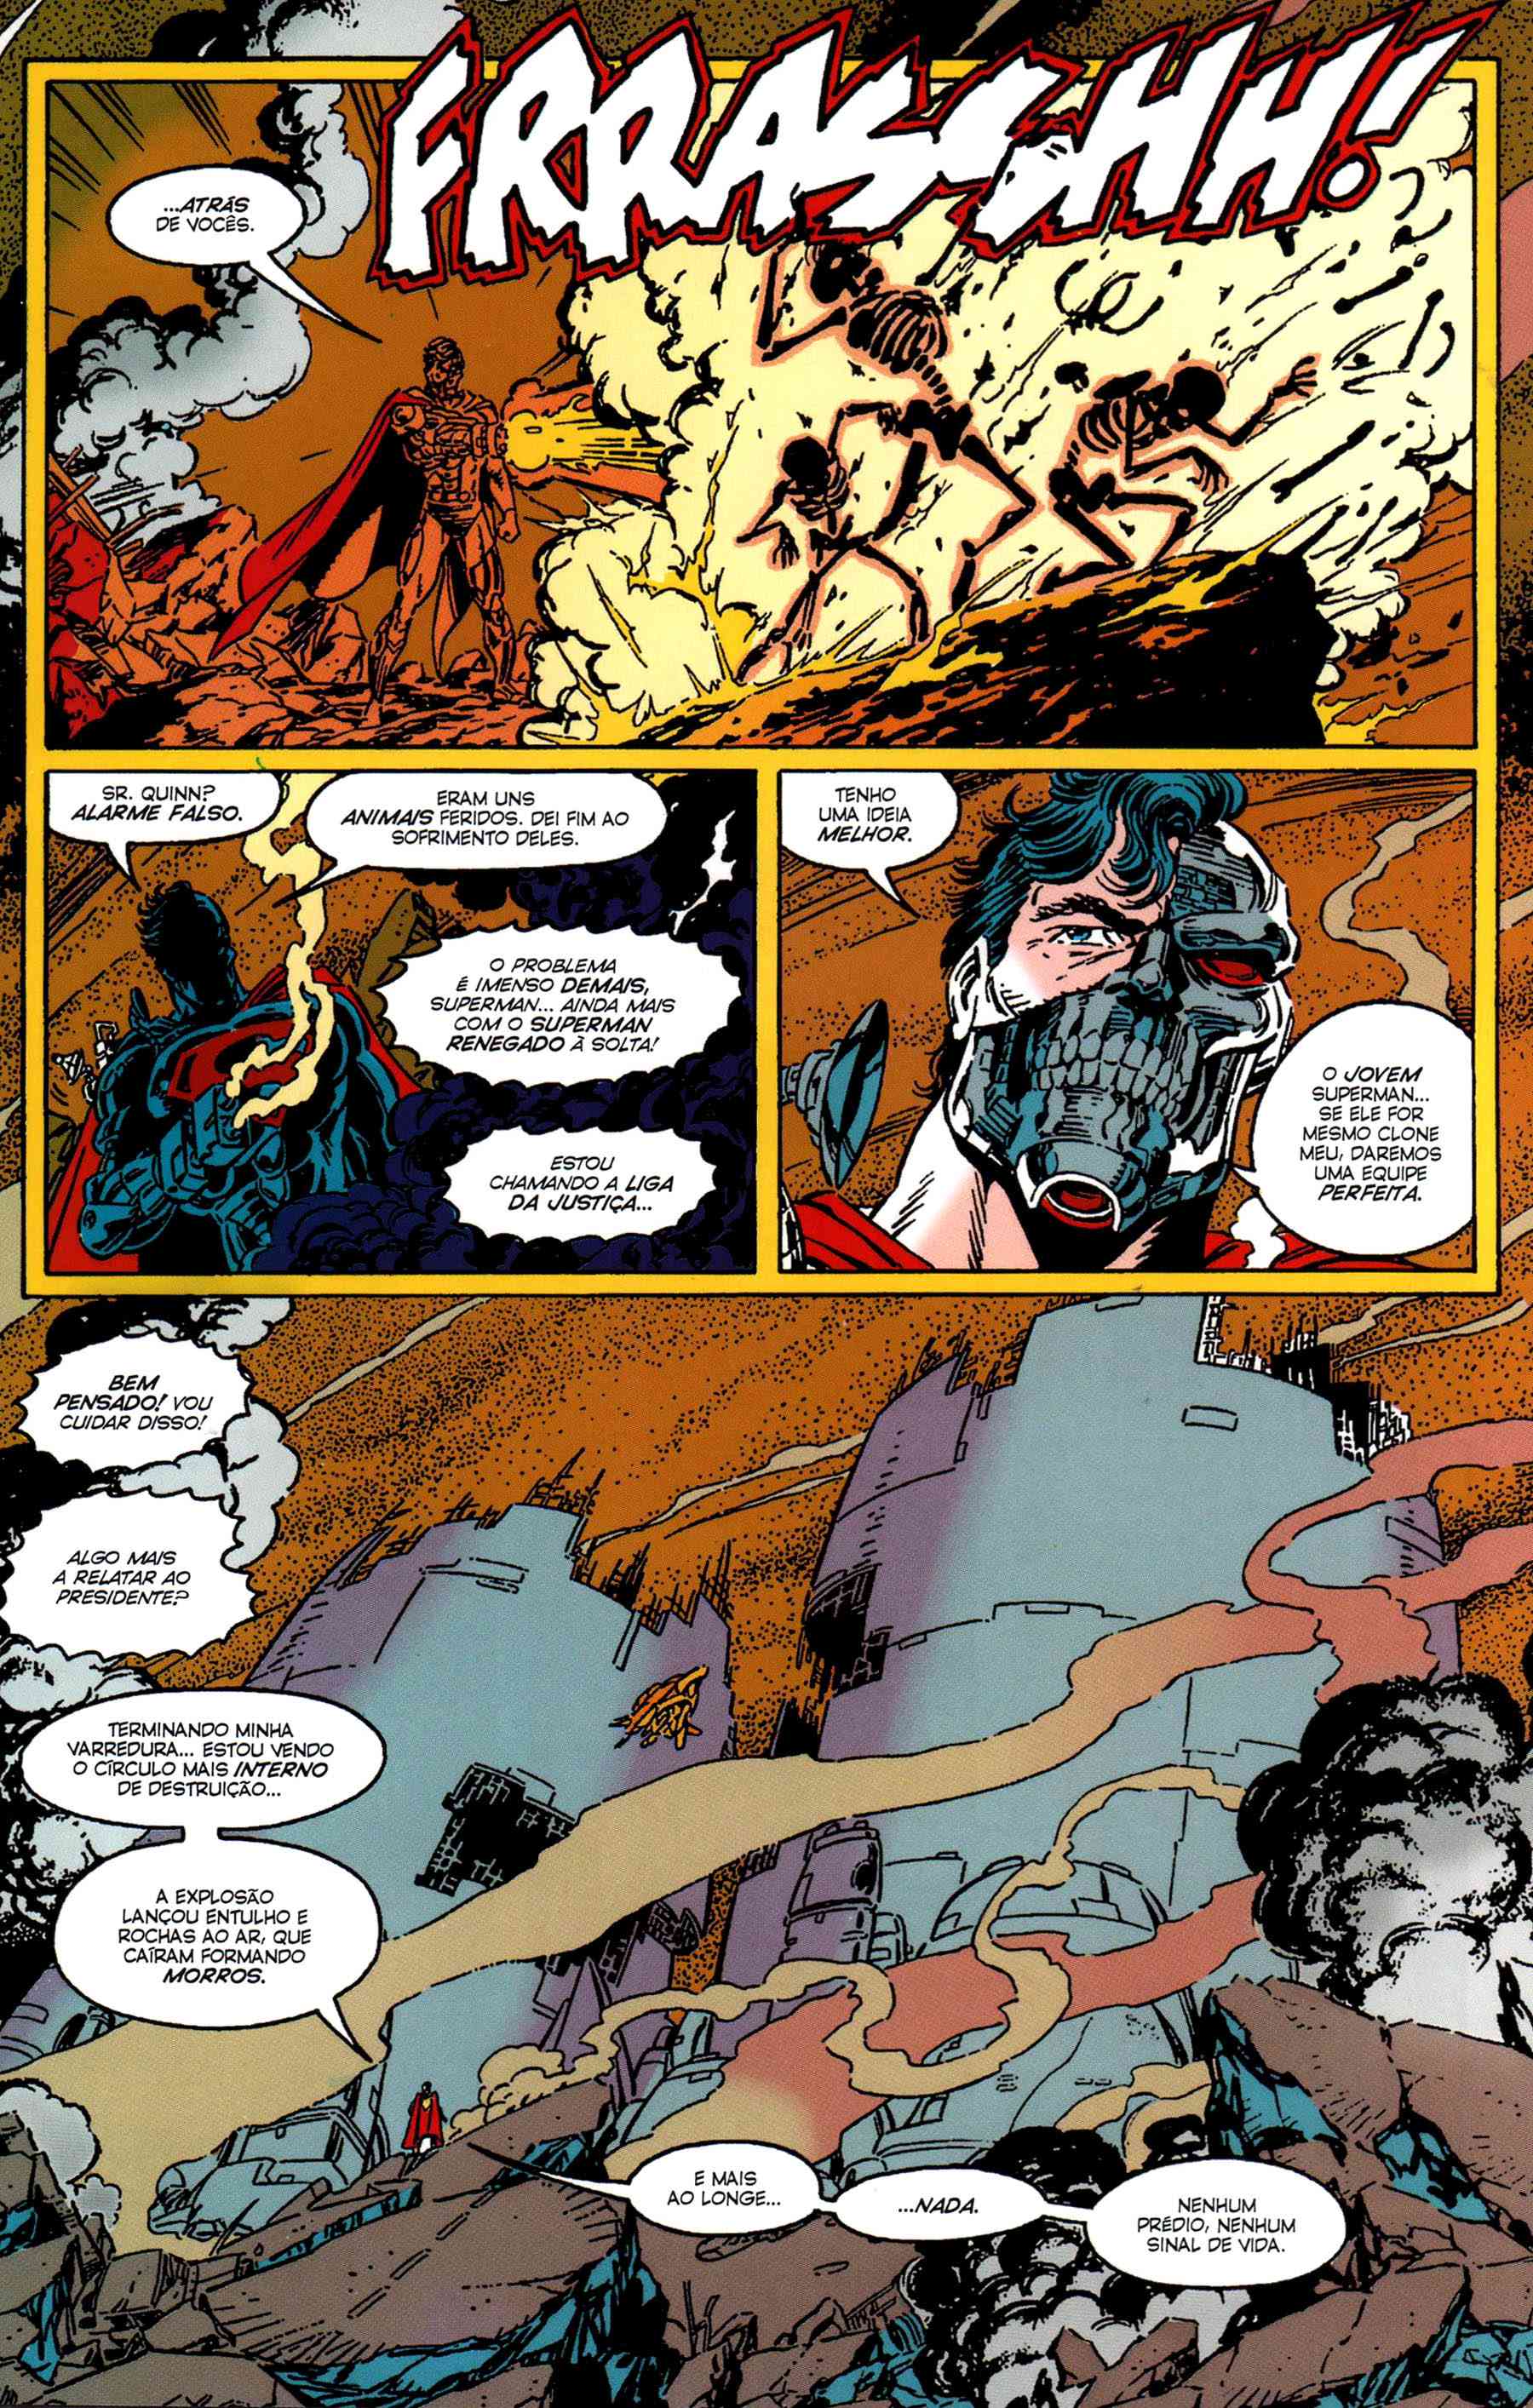 FRRASSHH!
...ATRÁS
DE VOCÊS.
SR. QUINN?
ALARME FALSO.
ERAM UNS
ANIMAIS FERIDOS. DEI FIM AO
SOFRIMENTO DELES.
O PROBLEMA
É IMENSO DEMAIS,
SUPERMAN... AINDA MAIS
COM O SUPERMAN
RENEGADO À SOLTA!
ESTOU
CHAMANDO A LIGA
DA JUSTIÇA...
TENHO
UMA IDEIA
MELHOR.
O JOVEM
SUPERMAN...
SE ELE FOR
MESMO CLONE
MEU, DAREMOS
UMA EQUIPE
PERFEITA.
BEM
PENSADO! VOU
CUIDAR DISSO!
ALGO MAIS
A RELATAR AO
PRESIDENTE?
TERMINANDO MINHA
VARREDURA... ESTOU VENDO
O CÍRCULO MAIS INTERNO
DE DESTRUIÇÃO...
A EXPLOSÃO
LANÇOU ENTULHO E
ROCHAS AO AR, QUE
CAÍRAM FORMANDO
MORROS.
E MAIS
AO LONGE...
...NADA.
NENHUM
PRÉDIO, NENHUM
SINAL DE VIDA.